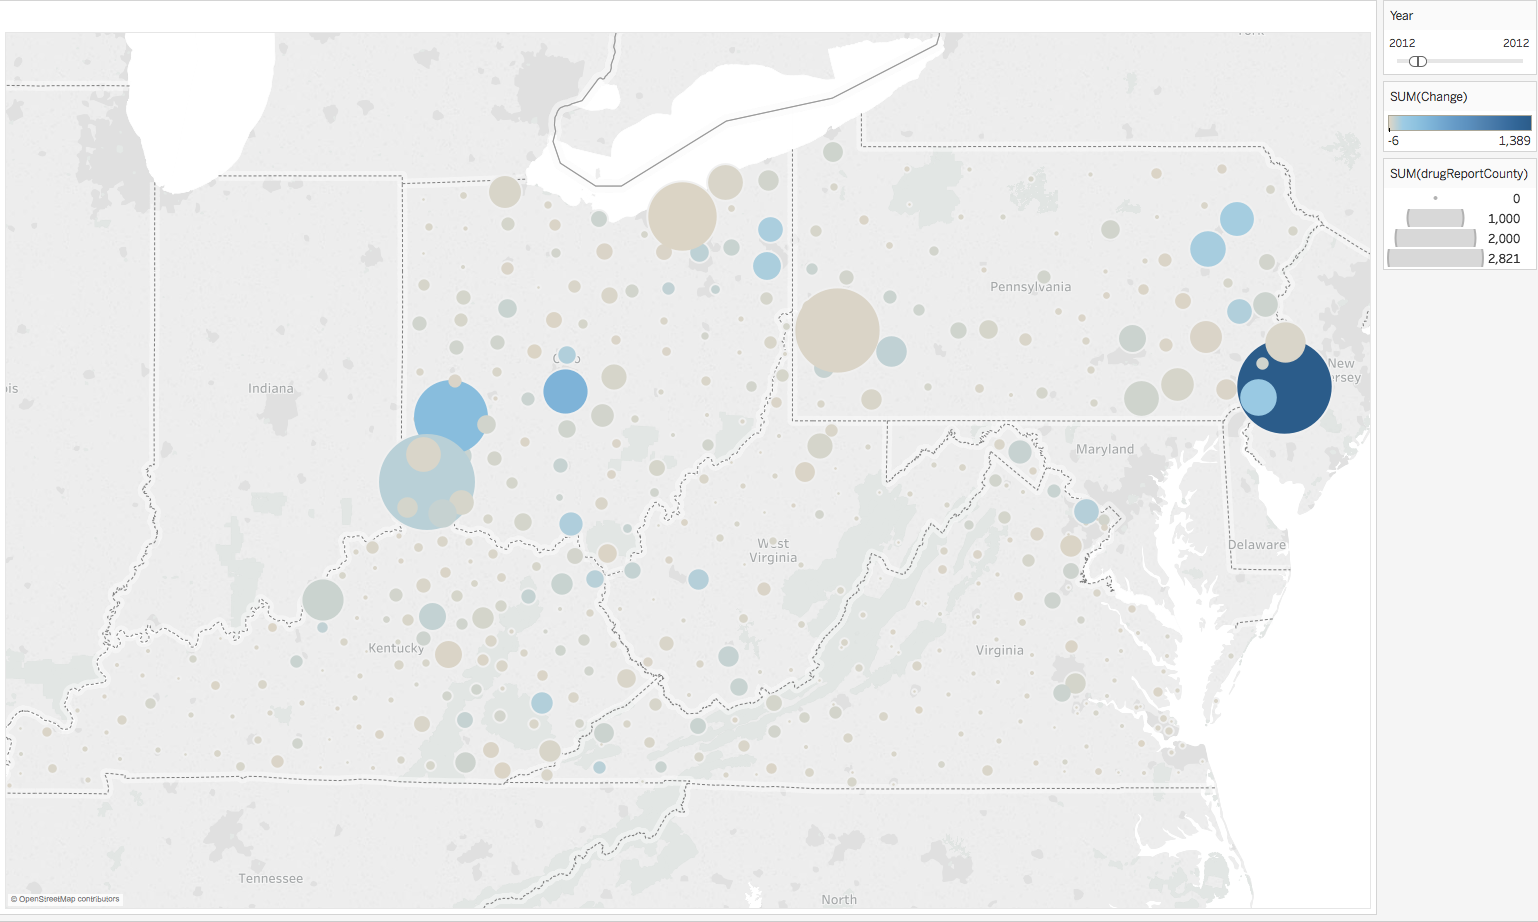 Year
2012 2012
SUM(Change)
-6 1,389
SUM(drugReportCounty)
0
1,000
2,000
2,821
Pennsylvania
Indiana
New
Maryland
Delaware
West
Virginia
Kentucky
Virginia
Tennessee
North
© OpenStreetMap contributors